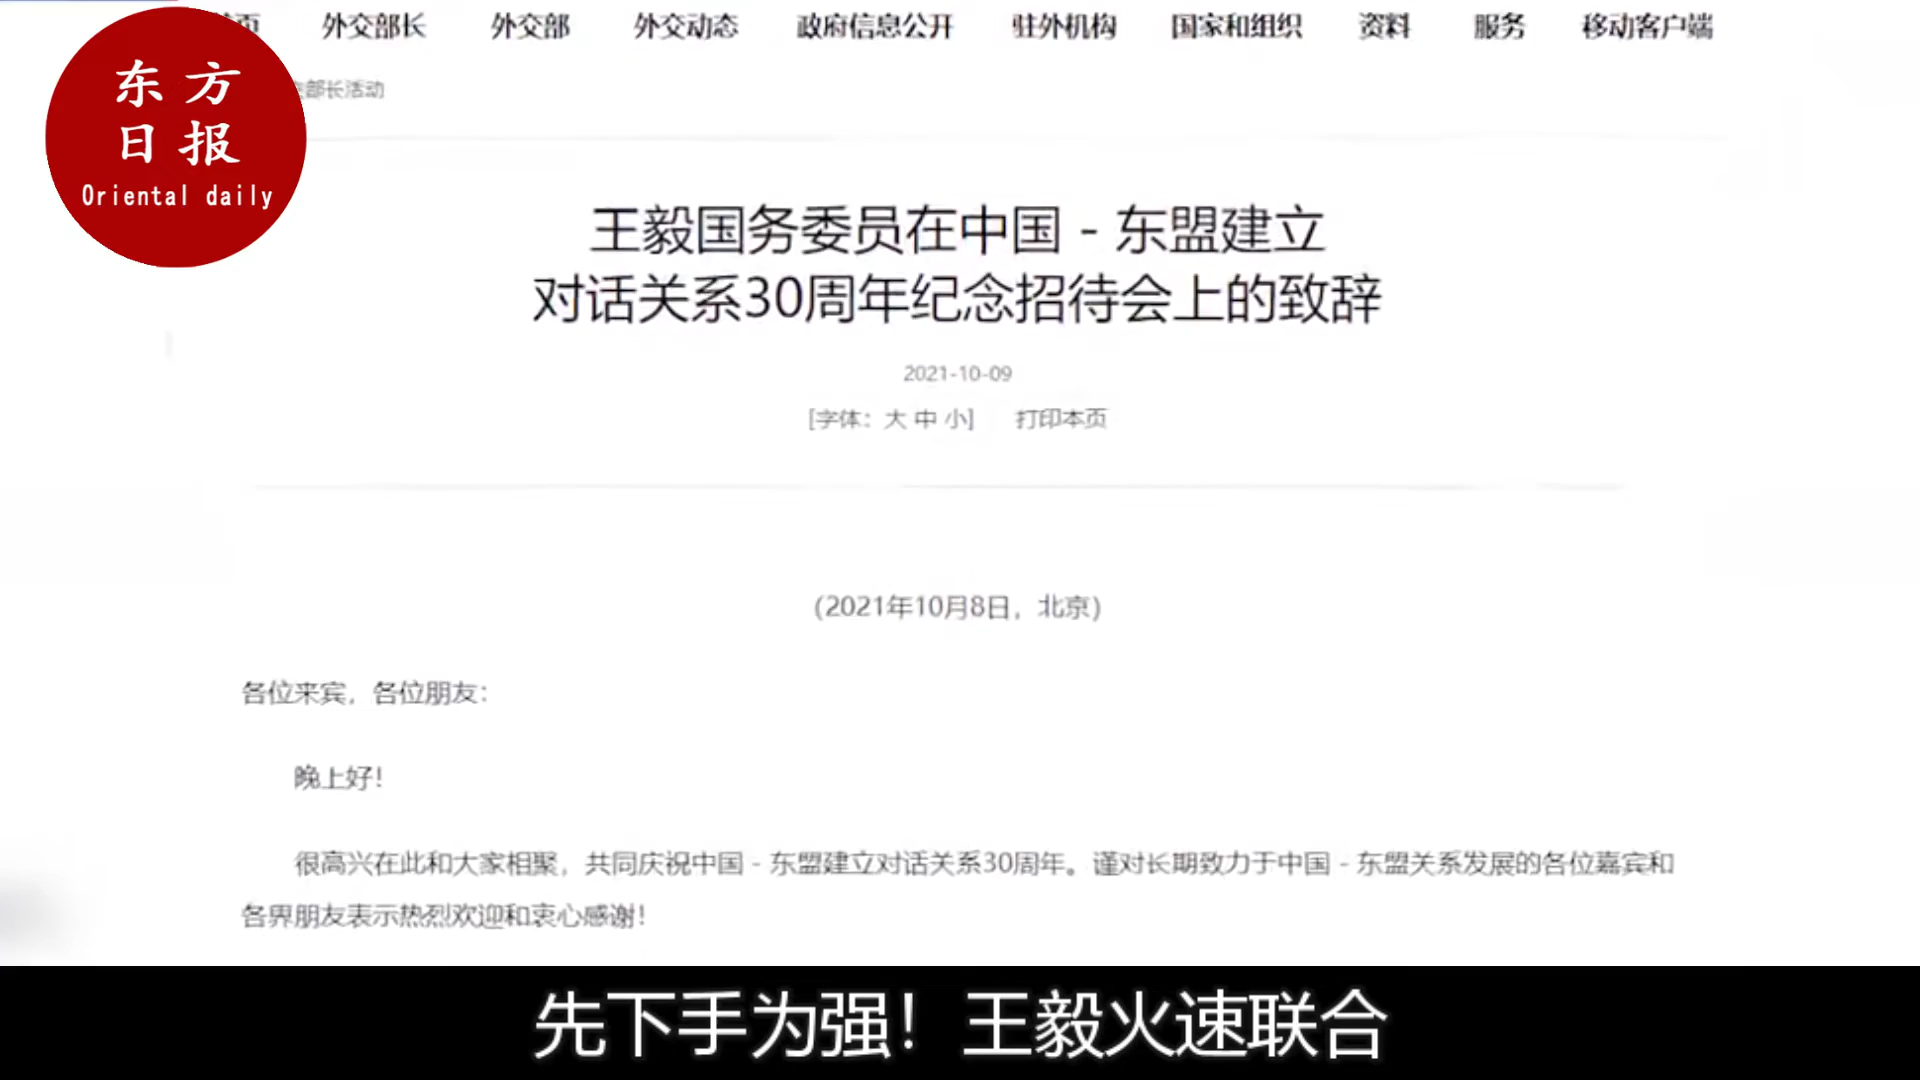 外交部长 外交部 外交动态 政府信息公开 驻外机构 国家和组织 资料 服务 移动客户端
东方
日报
Oriental daily
部长活动
王毅国务委员在中国－东盟建立
对话关系30周年纪念招待会上的致辞
2021-10-09
[字体：大 中 小] 打印本页
(2021年10月8日，北京)
各位来宾，各位朋友：
晚上好！
很高兴在此和大家相聚，共同庆祝中国－东盟建立对话关系30周年。谨对长期致力于中国－东盟关系发展的各位嘉宾和
各界朋友表示热烈欢迎和衷心感谢！
先下手为强！王毅火速联合